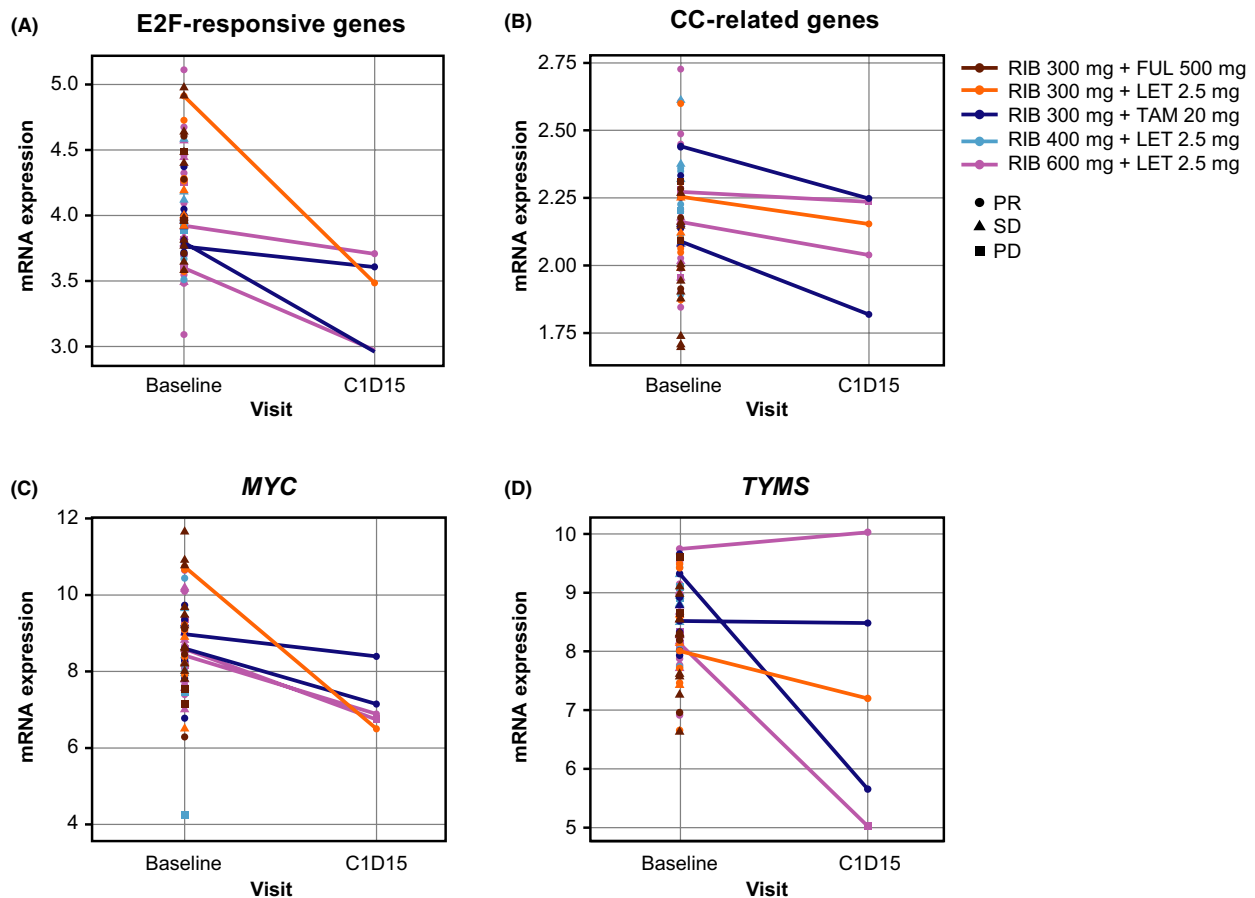 (A)
E2F-responsive genes
mRNA expression
5.0
4.5
4.0
3.5
3.0
Baseline
C1D15
Visit
(B)
CC-related genes
mRNA expression
2.75
2.50
2.25
2.00
1.75
Baseline
C1D15
Visit
RIB 300 mg + FUL 500 mg
RIB 300 mg + LET 2.5 mg
RIB 300 mg + TAM 20 mg
RIB 400 mg + LET 2.5 mg
RIB 600 mg + LET 2.5 mg
PR
SD
PD
(C)
MYC
mRNA expression
12
10
8
6
4
Baseline
C1D15
Visit
(D)
TYMS
mRNA expression
10
9
8
7
6
5
Baseline
C1D15
Visit